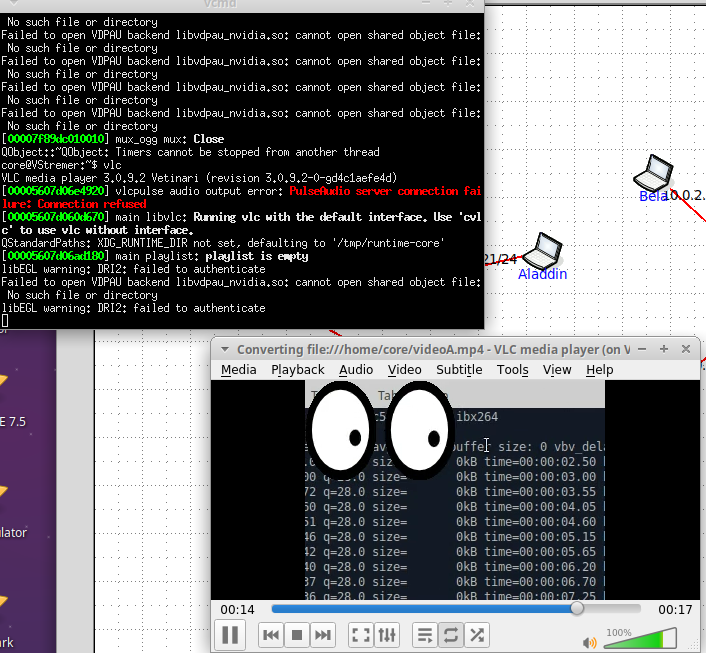 vcmd
No such file or directory
Failed to open VDPAU backend libvdpau_nvidia.so: cannot open shared object file:
No such file or directory
Failed to open VDPAU backend libvdpau_nvidia.so: cannot open shared object file:
No such file or directory
Failed to open VDPAU backend libvdpau_nvidia.so: cannot open shared object file:
No such file or directory
Failed to open VDPAU backend libvdpau_nvidia.so: cannot open shared object file:
No such file or directory
[00007f89dc010010] mux_ogg mux: Close
QObject::~QObject: Timers cannot be stopped from another thread
core@VStremer:~$ vlc
VLC media player 3.0.9.2 Vetinari (revision 3.0.9.2-0-gd4c1aefe4d)
[00005607d06e4920] vlcpulse audio output error: PulseAudio server connection fai
lure: Connection refused
[00005607d060d670] main libvlc: Running vlc with the default interface. Use 'cvl
c' to use vlc without interface.
QStandardPaths: XDG_RUNTIME_DIR not set, defaulting to '/tmp/runtime-core'
[00005607d06ad180] main playlist: playlist is empty
libEGL warning: DRI2: failed to authenticate
Failed to open VDPAU backend libvdpau_nvidia.so: cannot open shared object file:
No such file or directory
libEGL warning: DRI2: failed to authenticate
Bela
10.0.2.
21/24
Aladdin
E 7.5
ulator
ark
Converting file:///home/core/videoA.mp4 - VLC media player (on V
Media Playback Audio Video Subtitle Tools View Help
T Tab
c5 ibx264
av buffer size: 0 vbv_dela
0kB time=00:00:02.50
00 q=28.0 size= 0kB time=00:00:03.00
72 q=28.0 size= 0kB time=00:00:03.55
60 q=28.0 size= 0kB time=00:00:04.05
51 q=28.0 size= 0kB time=00:00:04.60
46 q=28.0 size= 0kB time=00:00:05.15
42 q=28.0 size= 0kB time=00:00:05.65
40 q=28.0 size= 0kB time=00:00:06.20
37 q=28.0 size= 0kB time=00:00:06.70
36 q=28.0 size= 0kB time=00:00:07.25
00:14 00:17
100%